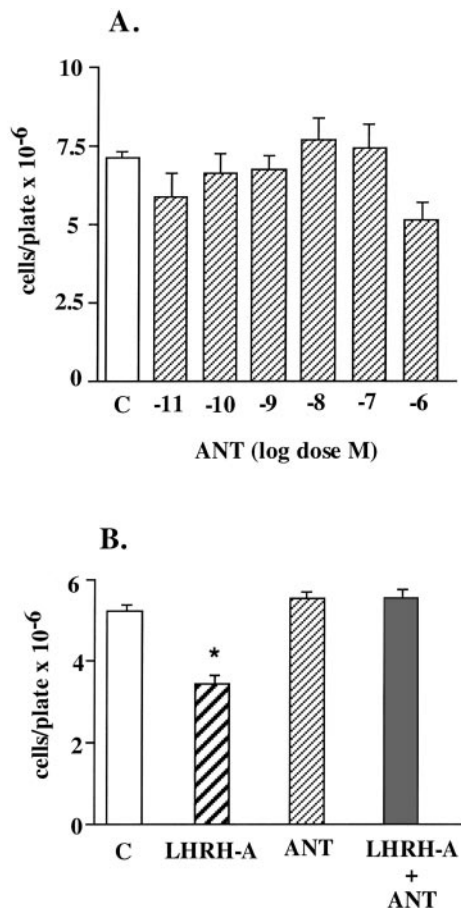 A.
10
7.5
5
2.5
0
cells/plate x 10-6
C -11 -10 -9 -8 -7 -6
ANT (log dose M)
B.
6
4
2
0
cells/plate x 10-6
*
C LHRH-A ANT LHRH-A
+
ANT